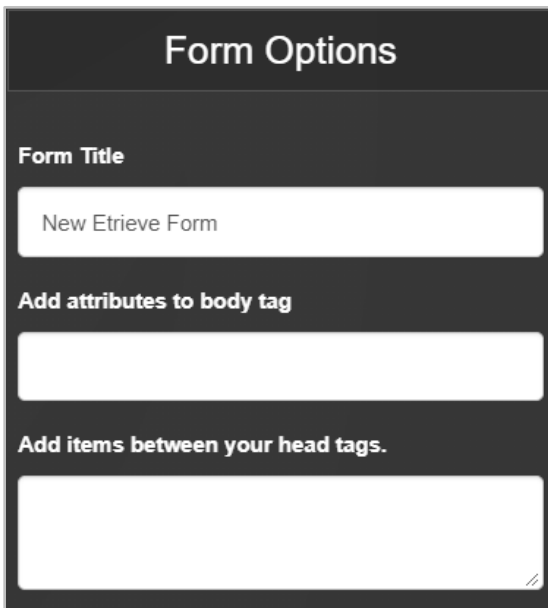 Form Options
Form Title
New Etrieve Form
Add attributes to body tag
Add items between your head tags.